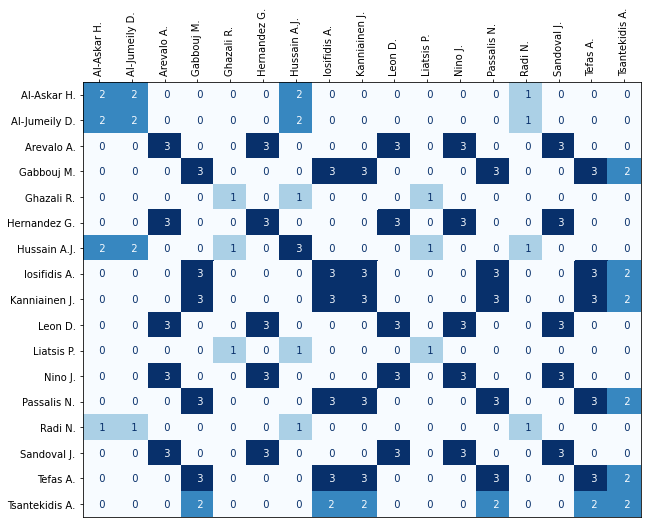 Al-Askar H. Al-Jumeily D. Arevalo A. Gabbouj M. Ghazali R. Hernandez G. Hussain A.J. Iosifidis A. Kanniainen J. Leon D. Liatsis P. Nino J. Passalis N. Radi N. Sandoval J. Tefas A. Tsantekidis A.
Al-Askar H. 2 2 0 0 0 0 2 0 0 0 0 0 0 1 0 0 0
Al-Jumeily D. 2 2 0 0 0 0 2 0 0 0 0 0 0 1 0 0 0
Arevalo A. 0 0 3 0 0 3 0 0 0 3 0 3 0 0 3 0 0
Gabbouj M. 0 0 0 3 0 0 0 3 3 0 0 0 3 0 0 3 2
Ghazali R. 0 0 0 0 1 0 1 0 0 0 1 0 0 0 0 0 0
Hernandez G. 0 0 3 0 0 3 0 0 0 3 0 3 0 0 3 0 0
Hussain A.J. 2 2 0 0 1 0 3 0 0 0 1 0 0 1 0 0 0
Iosifidis A. 0 0 0 3 0 0 0 3 3 0 0 0 3 0 0 3 2
Kanniainen J. 0 0 0 3 0 0 0 3 3 0 0 0 3 0 0 3 2
Leon D. 0 0 3 0 0 3 0 0 0 3 0 3 0 0 3 0 0
Liatsis P. 0 0 0 0 1 0 1 0 0 0 1 0 0 0 0 0 0
Nino J. 0 0 3 0 0 3 0 0 0 3 0 3 0 0 3 0 0
Passalis N. 0 0 0 3 0 0 0 3 3 0 0 0 3 0 0 3 2
Radi N. 1 1 0 0 0 0 1 0 0 0 0 0 0 1 0 0 0
Sandoval J. 0 0 3 0 0 3 0 0 0 3 0 3 0 0 3 0 0
Tefas A. 0 0 0 3 0 0 0 3 3 0 0 0 3 0 0 3 2
Tsantekidis A. 0 0 0 2 0 0 0 2 2 0 0 0 2 0 0 2 2